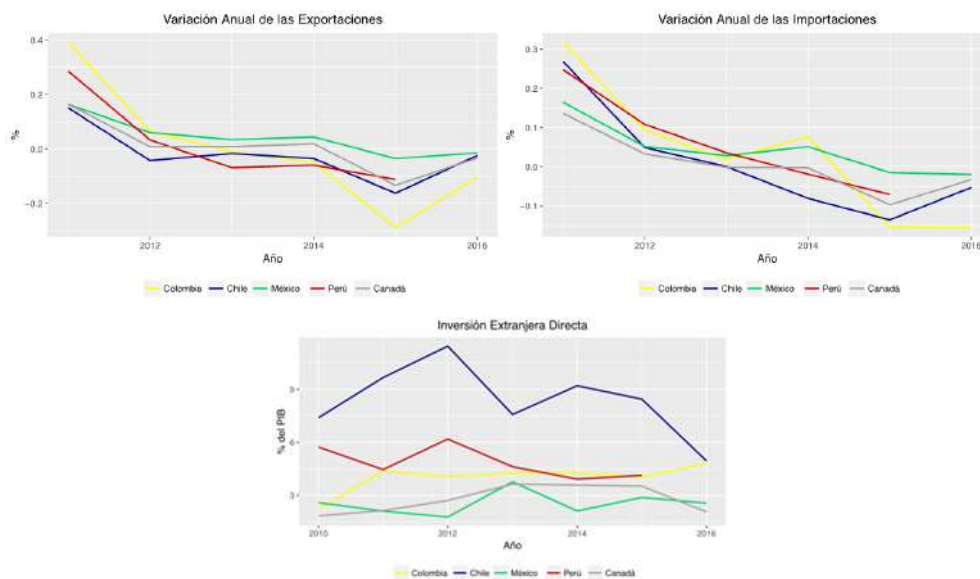 Variación Anual de las Exportaciones
0.4
0.2
0.0
−0.2
%
2012
2014
2016
Año
Colombia Chile México Perú Canadá
Variación Anual de las Importaciones
0.3
0.2
0.1
0.0
−0.1
%
2012
2014
2016
Año
Colombia Chile México Perú Canadá
Inversión Extranjera Directa
9
6
3
% del PIB
2010
2012
2014
2016
Año
Colombia Chile México Perú Canadá